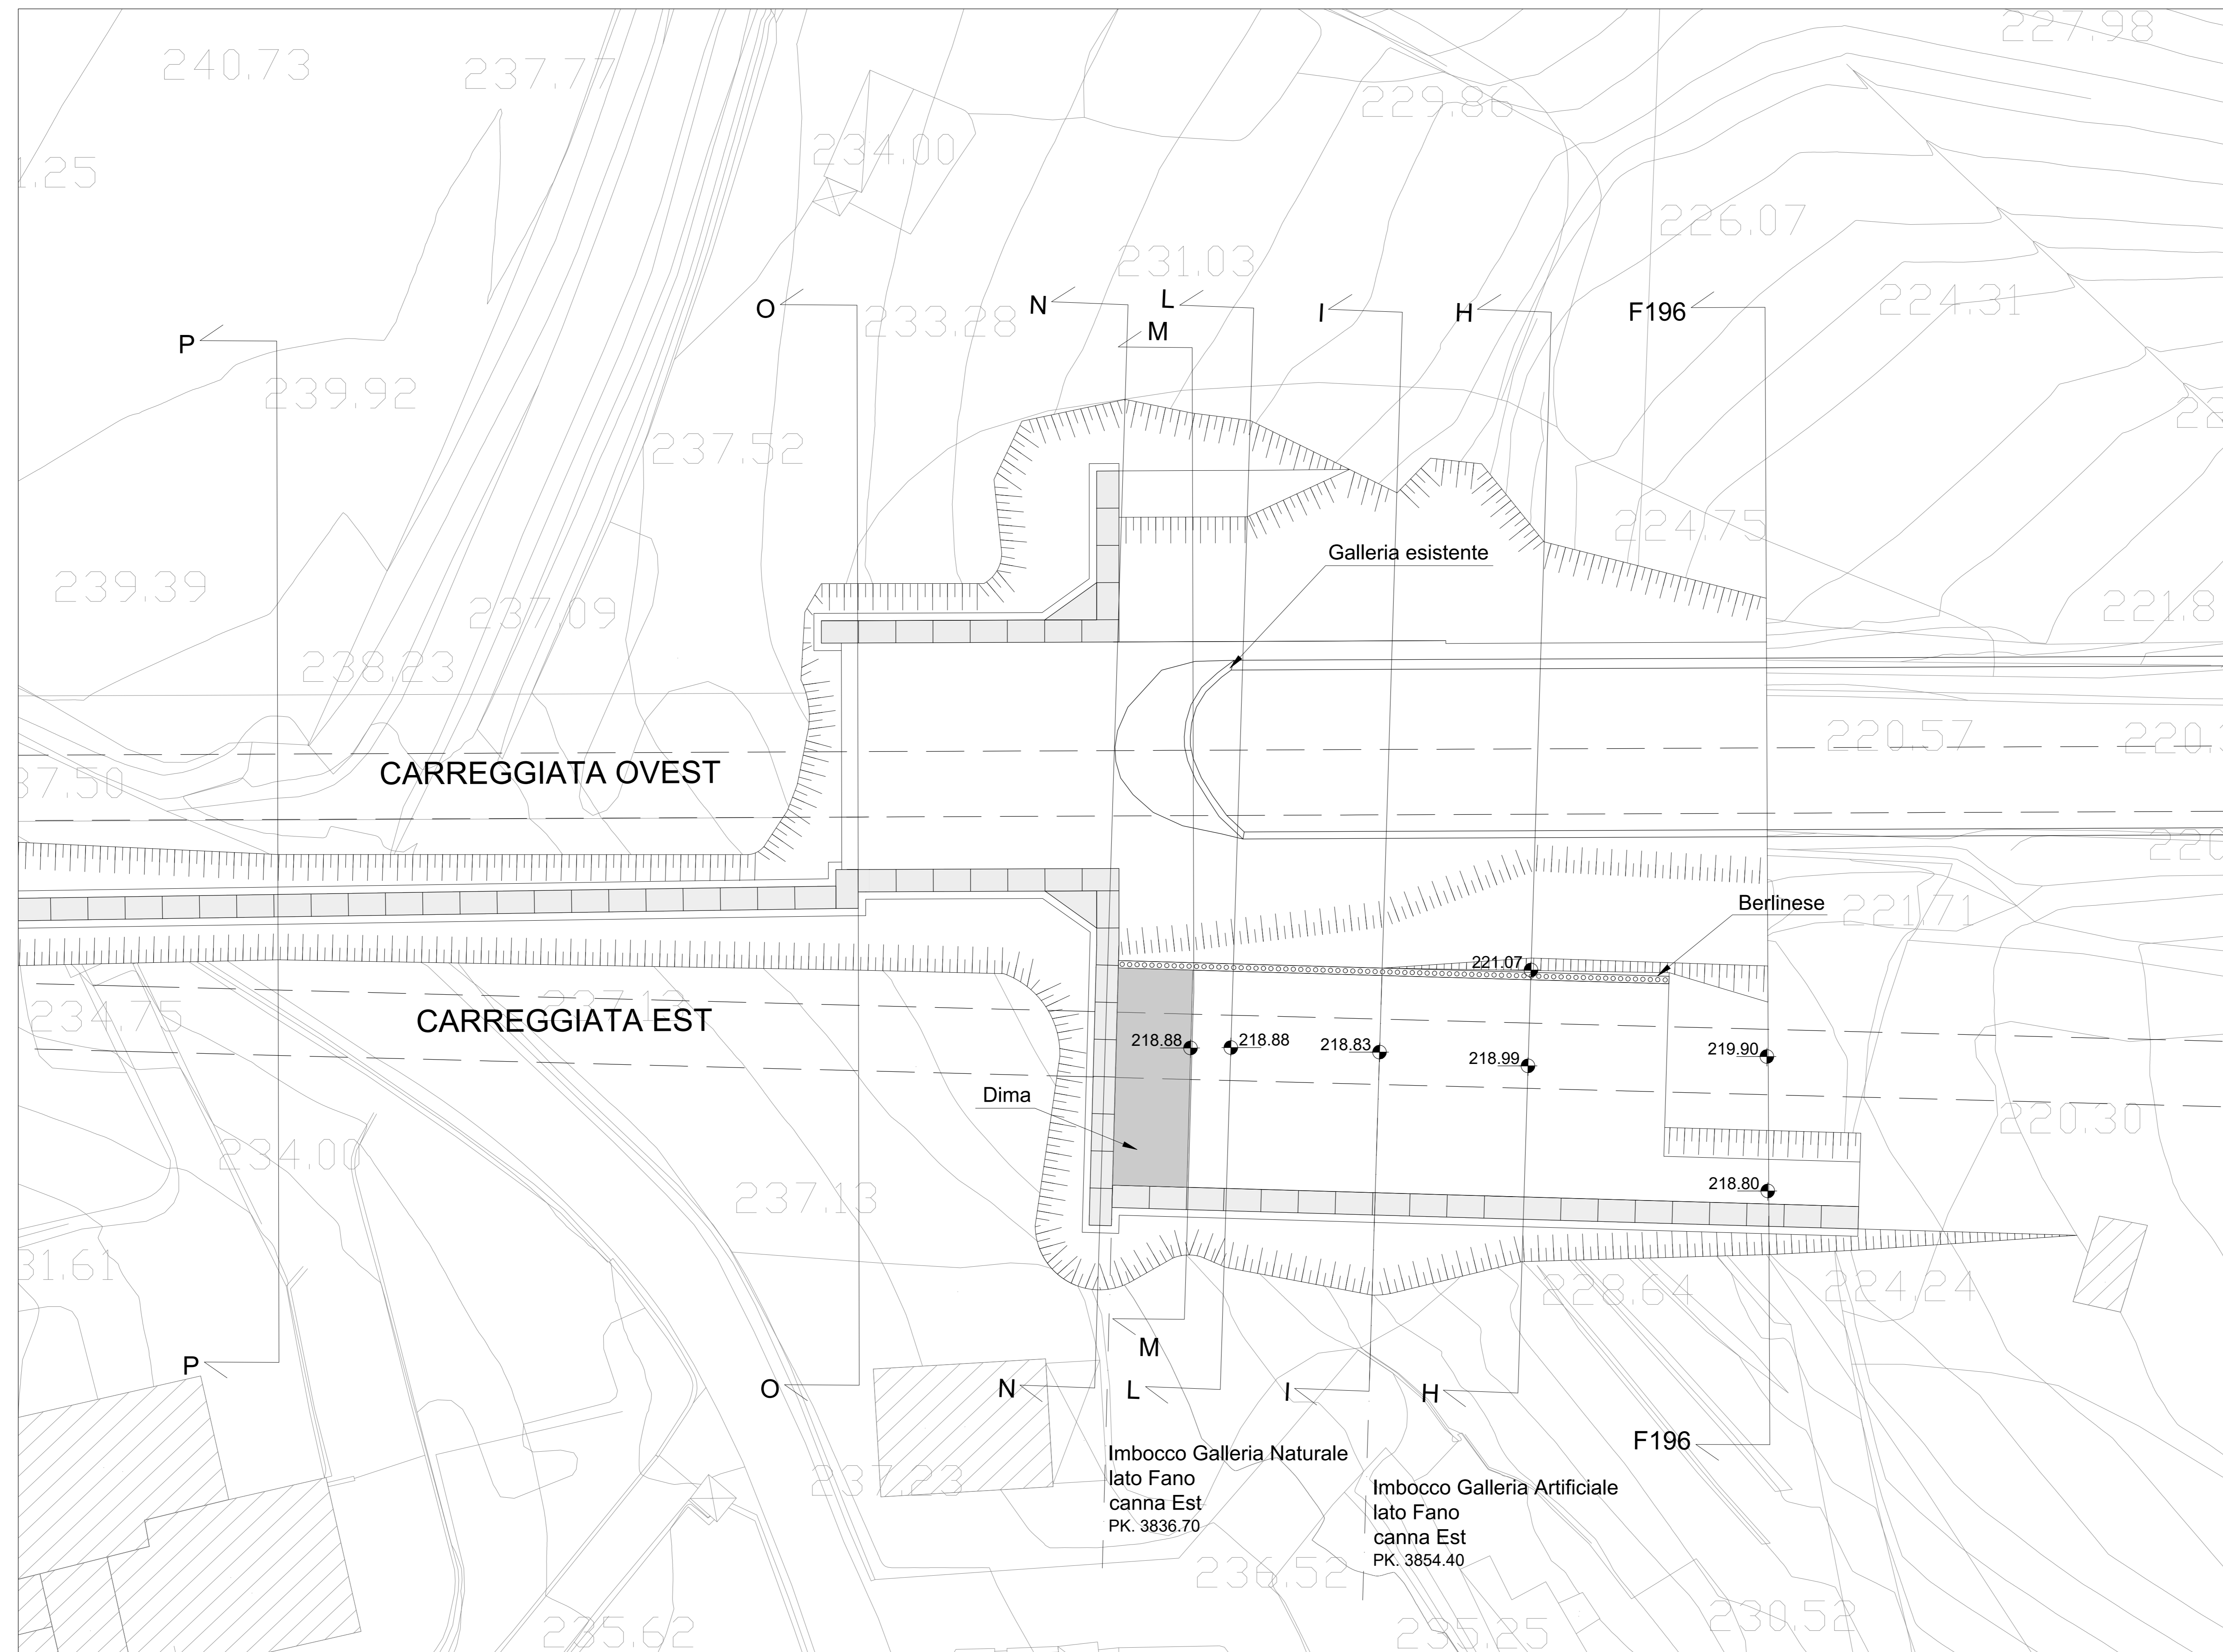 240.73
237.77
227.98
229.86
234.00
1.25
226.07
231.03
224.31
O
N
L
I
H
F196
233.28
M
P
239.92
237.52
224.75
Galleria esistente
239.39
237.09
221.8
238.23
220.57
220.
CARREGGIATA OVEST
37.50
220
Berlinese
221.71
221.07
237.13
234.75
CARREGGIATA EST
218.88
218.88
218.83
218.99
219.90
Dima
220.30
234.00
218.80
237.13
31.61
228.64
224.24
M
P
O
N
L
I
H
F196
Imbocco Galleria Naturale
lato Fano
canna Est
PK. 3836.70
237.23
Imbocco Galleria Artificiale
lato Fano
canna Est
PK. 3854.40
236.52
235.62
235.25
230.52